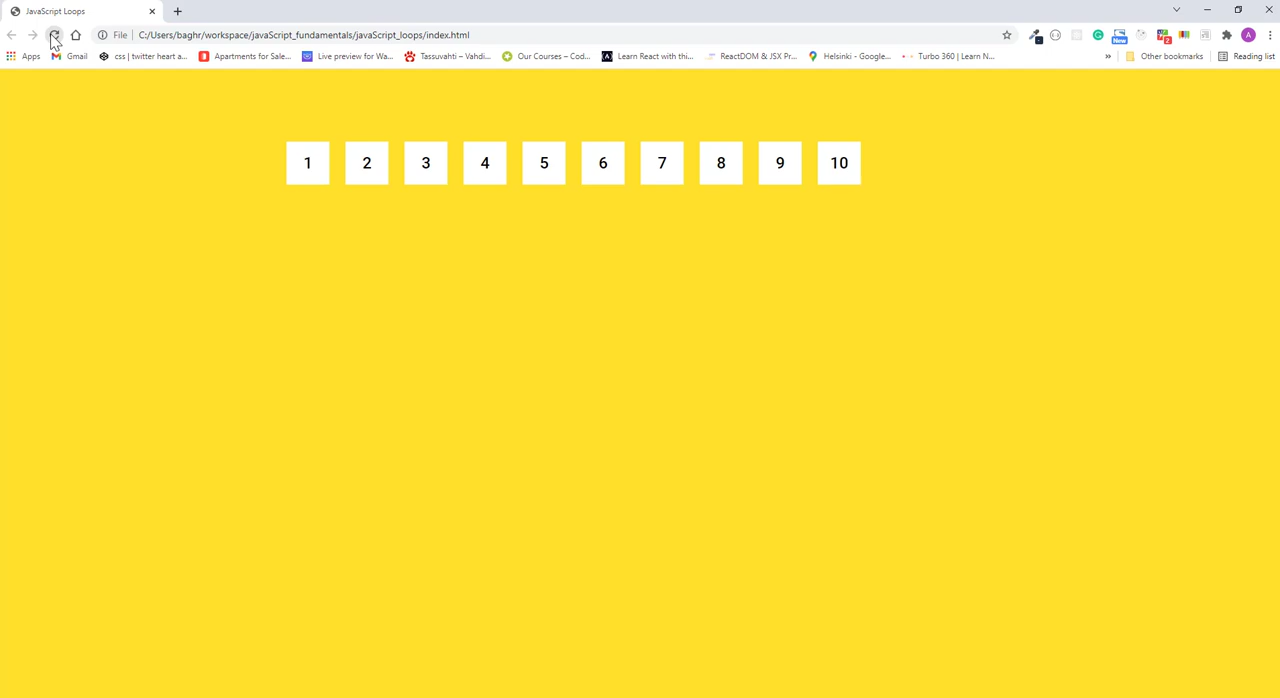 JavaScript Loops
File C:/Users/baghr/workspace/javaScript_fundamentals/javaScript_loops/index.html A
New 2
Apps Gmail css | twitter heart a... Apartments for Sale... Live preview for Wa... Tassuvahti – Vahdi... Our Courses – Cod... Learn React with thi... ReactDOM & JSX Pr... Helsinki - Google... Turbo 360 | Learn N... » Other bookmarks Reading list
1 2 3 4 5 6 7 8 9 10